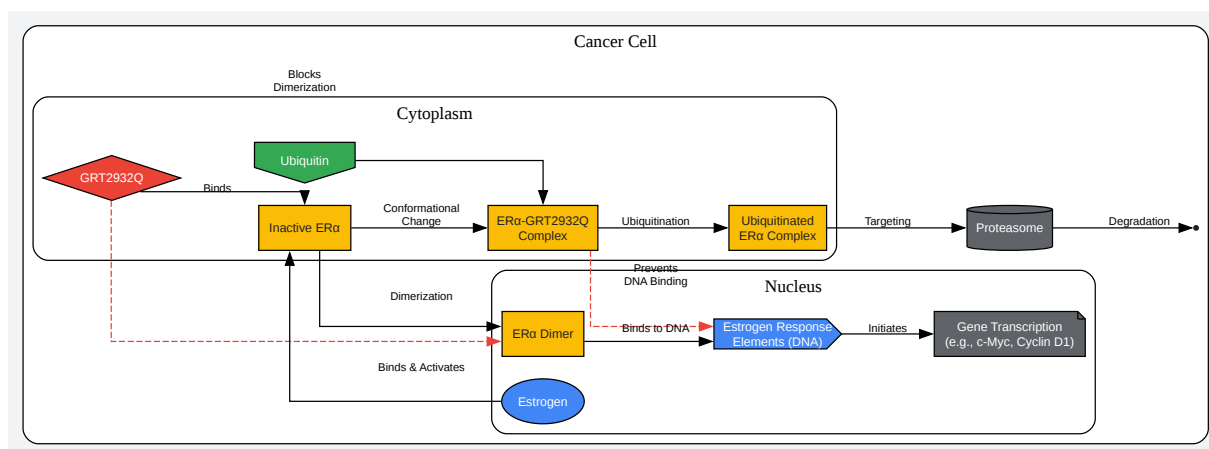 Cancer Cell
Blocks
Dimerization
Cytoplasm
Ubiquitin
GRT2932Q
Binds
Inactive ERα
Conformational
Change
ERα-GRT2932Q
Complex
Ubiquitination
Ubiquitinated
ERα Complex
Targeting
Proteasome
Degradation
Prevents
DNA Binding
Nucleus
Dimerization
ERα Dimer
Binds to DNA
Estrogen Response
Elements (DNA)
Initiates
Gene Transcription
(e.g., c-Myc, Cyclin D1)
Binds & Activates
Estrogen